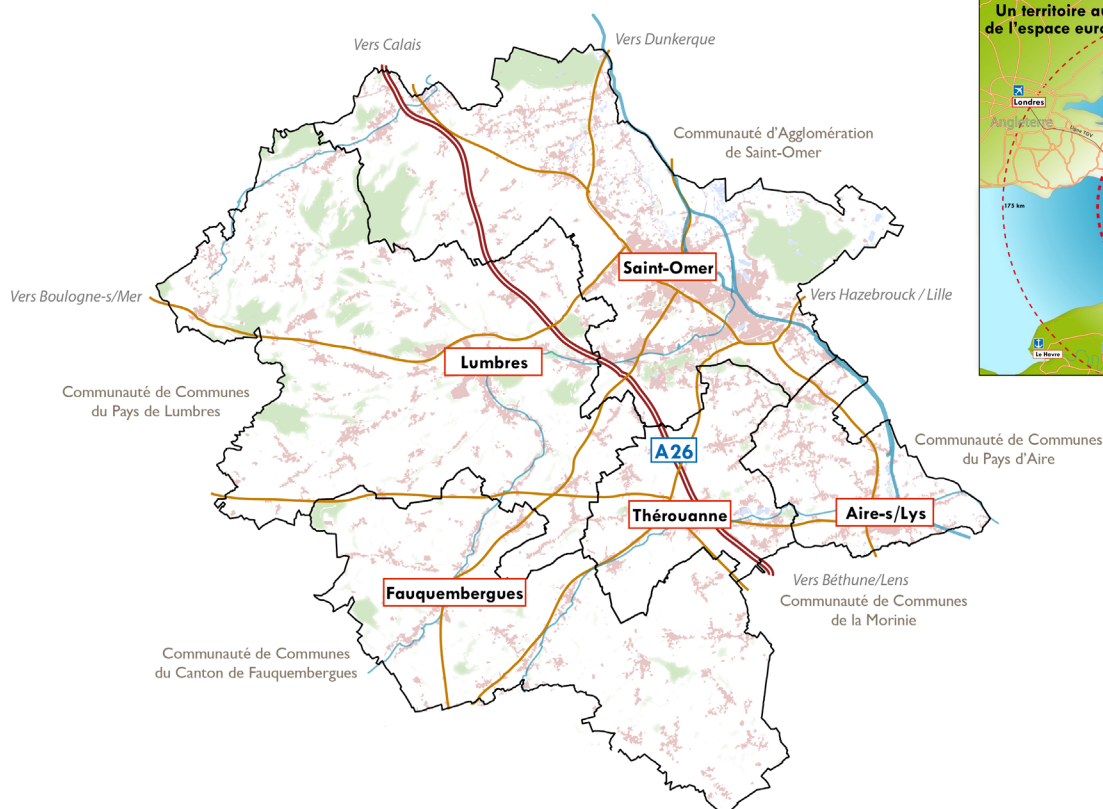 Un territoire au
de l'espace euro
Vers Calais
Vers Dunkerque
Londres
Angleterre
Ligne TGV
Communauté d'Agglomération
de Saint-Omer
175 km
Saint-Omer
Vers Boulogne-s/Mer
Vers Hazebrouck / Lille
Le Havre
Lumbres
Communauté de Communes
du Pays de Lumbres
A26
Communauté de Communes
du Pays d'Aire
Thérouanne
Aire-s/Lys
Fauquembergues
Vers Béthune/Lens
Communauté de Communes
de la Morinie
Communauté de Communes
du Canton de Fauquembergues